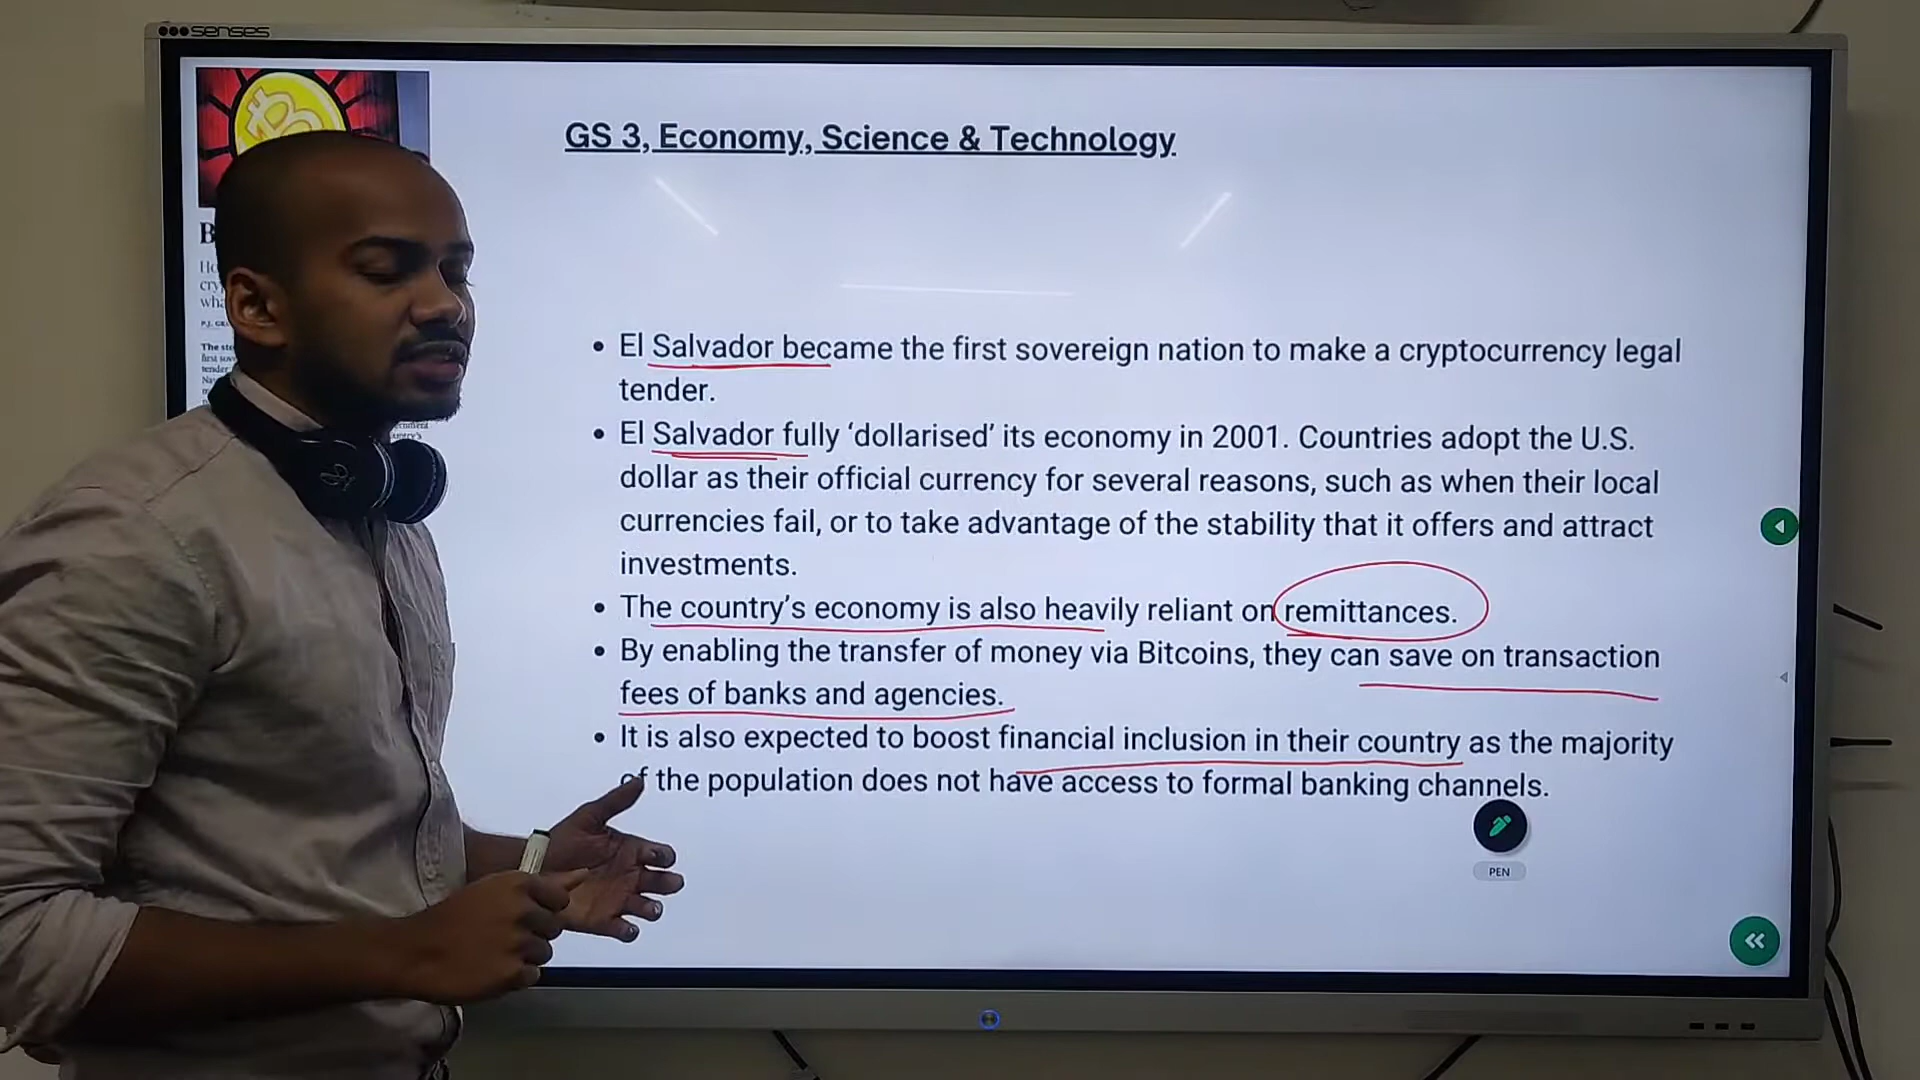 senses
GS 3, Economy, Science & Technology
El Salvador became the first sovereign nation to make a cryptocurrency legal
tender.
El Salvador fully ‘dollarised’ its economy in 2001. Countries adopt the U.S.
dollar as their official currency for several reasons, such as when their local
currencies fail, or to take advantage of the stability that it offers and attract
investments.
The country’s economy is also heavily reliant on remittances.
By enabling the transfer of money via Bitcoins, they can save on transaction
fees of banks and agencies.
It is also expected to boost financial inclusion in their country as the majority
of the population does not have access to formal banking channels.
PEN